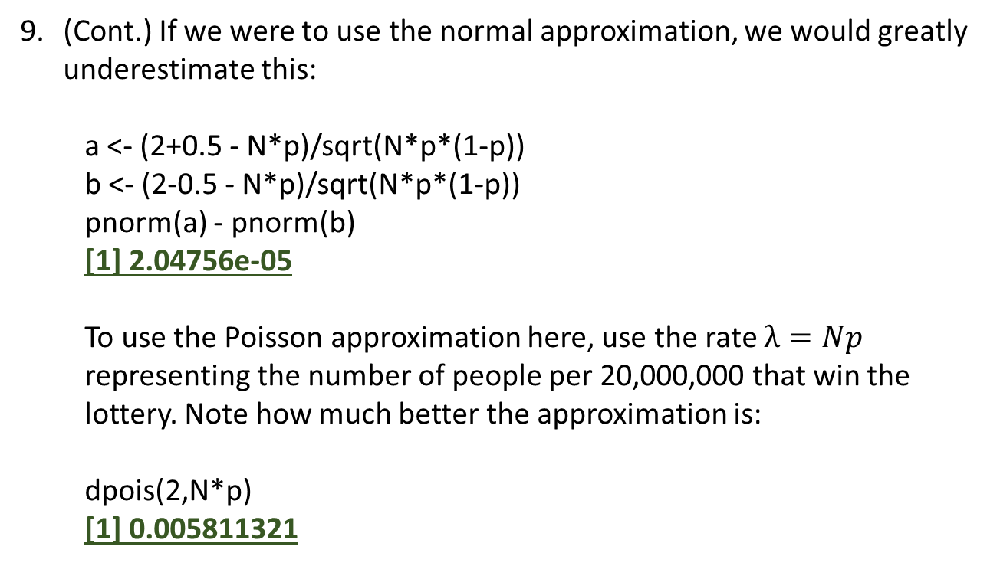 9. (Cont.) If we were to use the normal approximation, we would greatly
underestimate this:
a <- (2+0.5 - N*p)/sqrt(N*p*(1-p))
b <- (2-0.5 - N*p)/sqrt(N*p*(1-p))
pnorm(a) - pnorm(b)
[1] 2.04756e-05
To use the Poisson approximation here, use the rate λ = Np
representing the number of people per 20,000,000 that win the
lottery. Note how much better the approximation is:
dpois(2,N*p)
[1] 0.005811321